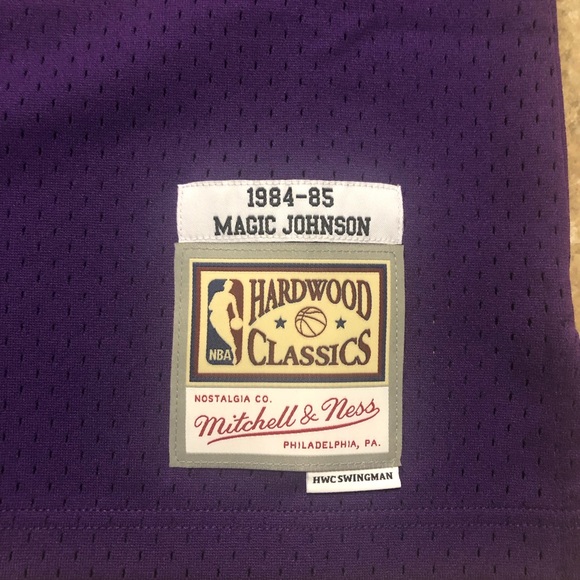 1984-85
MAGIC JOHNSON
HARDWOOD
CLASSICS
NBA
NOSTALGIA CO.
Mitchell & Ness
PHILADELPHIA, PA.
HWC SWINGMAN